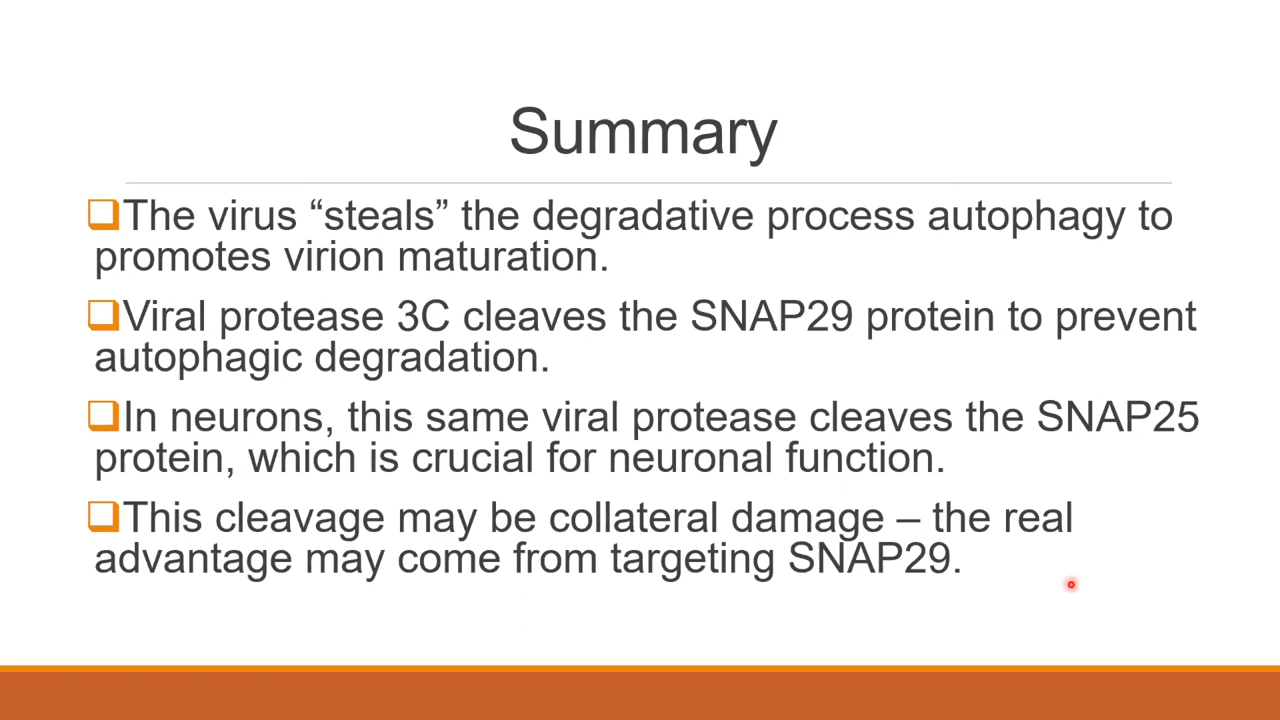 Summary
The virus “steals” the degradative process autophagy to
promotes virion maturation.
Viral protease 3C cleaves the SNAP29 protein to prevent
autophagic degradation.
In neurons, this same viral protease cleaves the SNAP25
protein, which is crucial for neuronal function.
This cleavage may be collateral damage – the real
advantage may come from targeting SNAP29.